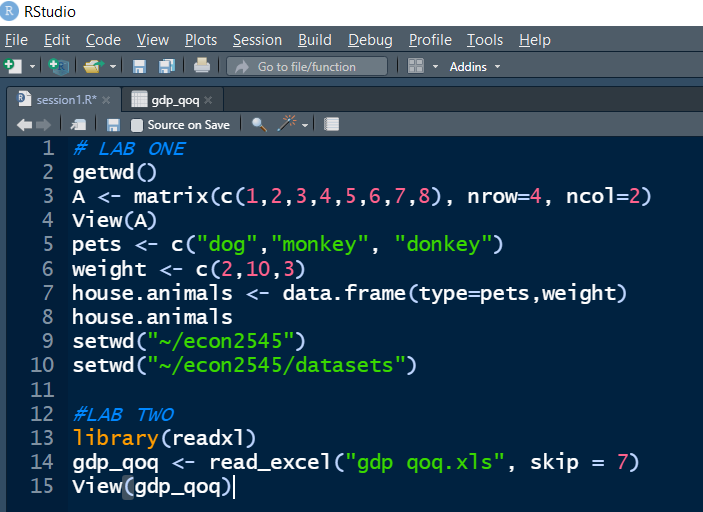 RStudio
File Edit Code View Plots Session Build Debug Profile Tools Help
Go to file/function Addins
session1.R* gdp_qoq
Source on Save
1 # LAB ONE
2 getwd()
3 A <- matrix(c(1,2,3,4,5,6,7,8), nrow=4, ncol=2)
4 View(A)
5 pets <- c("dog","monkey", "donkey")
6 weight <- c(2,10,3)
7 house.animals <- data.frame(type=pets,weight)
8 house.animals
9 setwd("~/econ2545")
10 setwd("~/econ2545/datasets")
11
12 #LAB TWO
13 library(readxl)
14 gdp_qoq <- read_excel("gdp qoq.xls", skip = 7)
15 View(gdp_qoq)